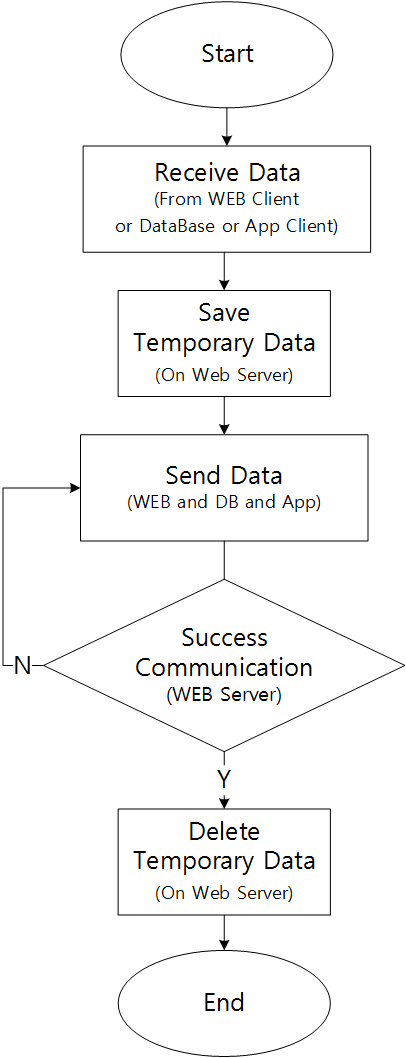 Start
Receive Data
(From WEB Client
or DataBase or App Client)
Save
Temporary Data
(On Web Server)
Send Data
(WEB and DB and App)
Success
Communication
(WEB Server)
N
Y
Delete
Temporary Data
(On Web Server)
End